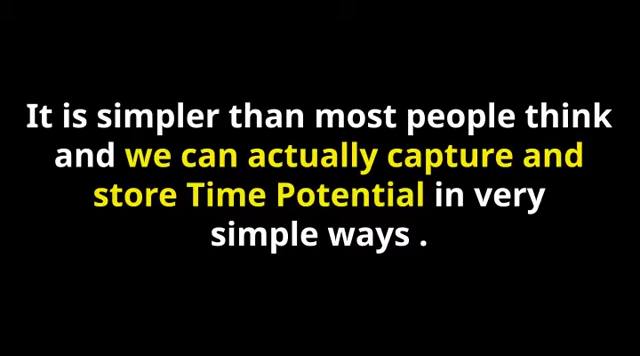 It is simpler than most people think
and we can actually capture and
store Time Potential in very
simple ways .